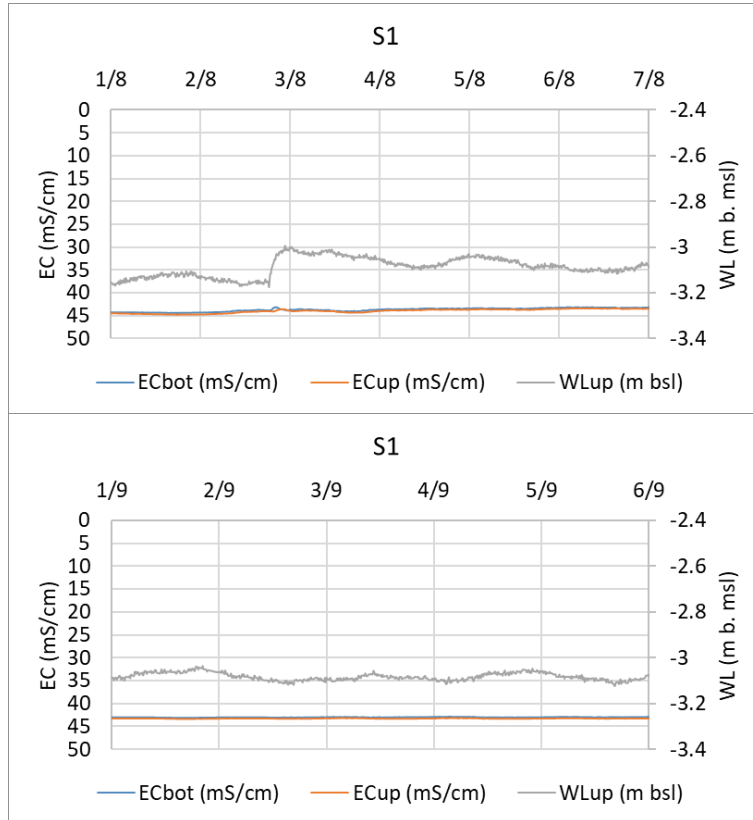 S1
1/8 2/8 3/8 4/8 5/8 6/8 7/8
0 -2.4
5
10 -2.6
15
20 -2.8
25
30 -3
35
40 -3.2
45
50 -3.4
EC (mS/cm)
WL (m b. msl)
ECbot (mS/cm) ECup (mS/cm) WLup (m bsl)
S1
1/9 2/9 3/9 4/9 5/9 6/9
0 -2.4
5
10 -2.6
15
20 -2.8
25
30 -3
35
40 -3.2
45
50 -3.4
EC (mS/cm)
WL (m b. msl)
ECbot (mS/cm) ECup (mS/cm) WLup (m bsl)